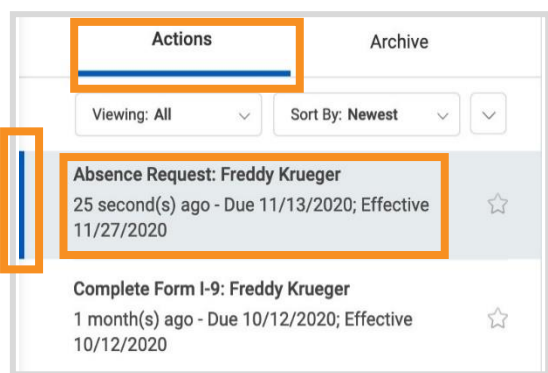 Actions Archive
Viewing: All Sort By: Newest
Absence Request: Freddy Krueger
25 second(s) ago - Due 11/13/2020; Effective
11/27/2020
Complete Form I-9: Freddy Krueger
1 month(s) ago - Due 10/12/2020; Effective
10/12/2020